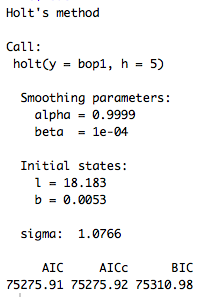 Holt's method
Call:
holt(y = bop1, h = 5)
Smoothing parameters:
alpha = 0.9999
beta  = 1e-04
Initial states:
l = 18.183
b = 0.0053
sigma:  1.0766
AIC     AICc      BIC
75275.91 75275.92 75310.98